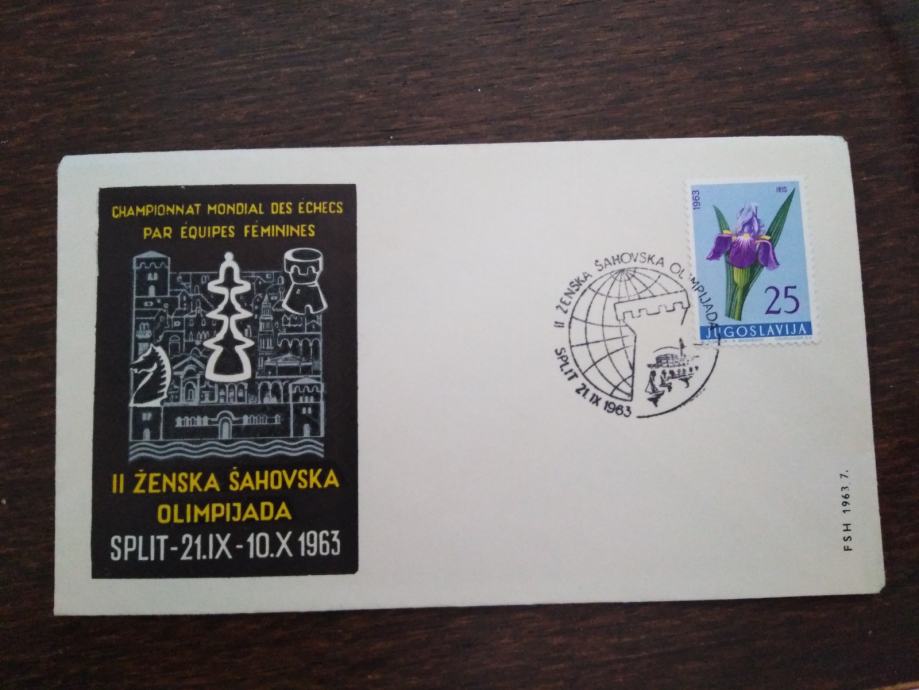 CHAMPIONNAT MONDIAL DES ÉCHECS
PAR ÉQUIPES FÉMININES
II ŽENSKA ŠAHOVSKA
OLIMPIJADA
SPLIT-21.IX-10.X 1963
II ŽENSKA ŠAHOVSKA OLIMPIJADA
SPLIT 21.IX 1963
1963
IRIS
25
JUGOSLAVIJA
FSH 1963 7.